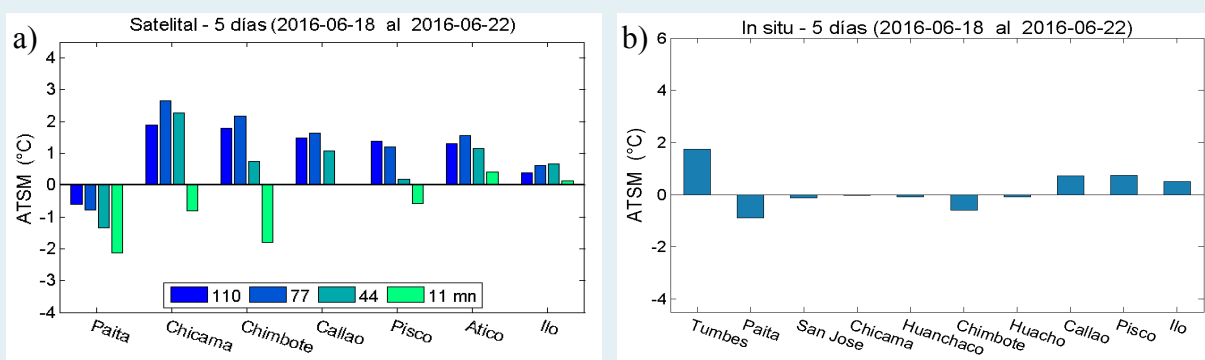 a)
Satelital - 5 días (2016-06-18 al 2016-06-22)
ATSM (°C)
4
3
2
1
0
-1
-2
-3
-4
110 77 44 11 mn
Paita Chicama Chimbote Callao Pisco Atico Ilo
b)
In situ - 5 días (2016-06-18 al 2016-06-22)
ATSM (°C)
6
4
2
0
-2
-4
Tumbes Paita San Jose Chicama Huanchaco Chimbote Huacho Callao Pisco Ilo